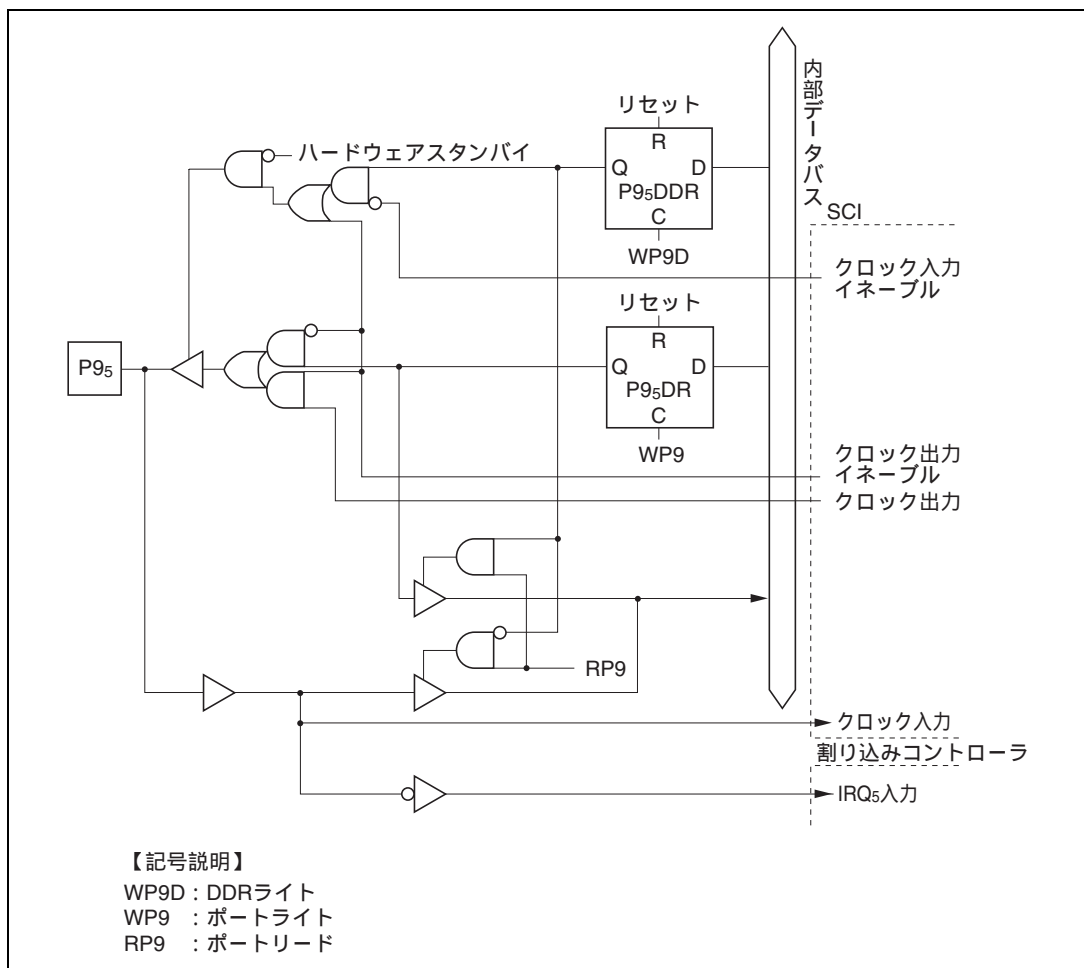 内部データバス
リセット
R
Q
D
P9₅DDR
C
WP9D
ハードウェアスタンバイ
SCI
クロック入力
イネーブル
リセット
R
Q
D
P9₅DR
C
WP9
P9₅
クロック出力
イネーブル
クロック出力
RP9
クロック入力
割り込みコントローラ
IRQ₅入力
【記号説明】
WP9D：DDRライト
WP9 ：ポートライト
RP9 ：ポートリード